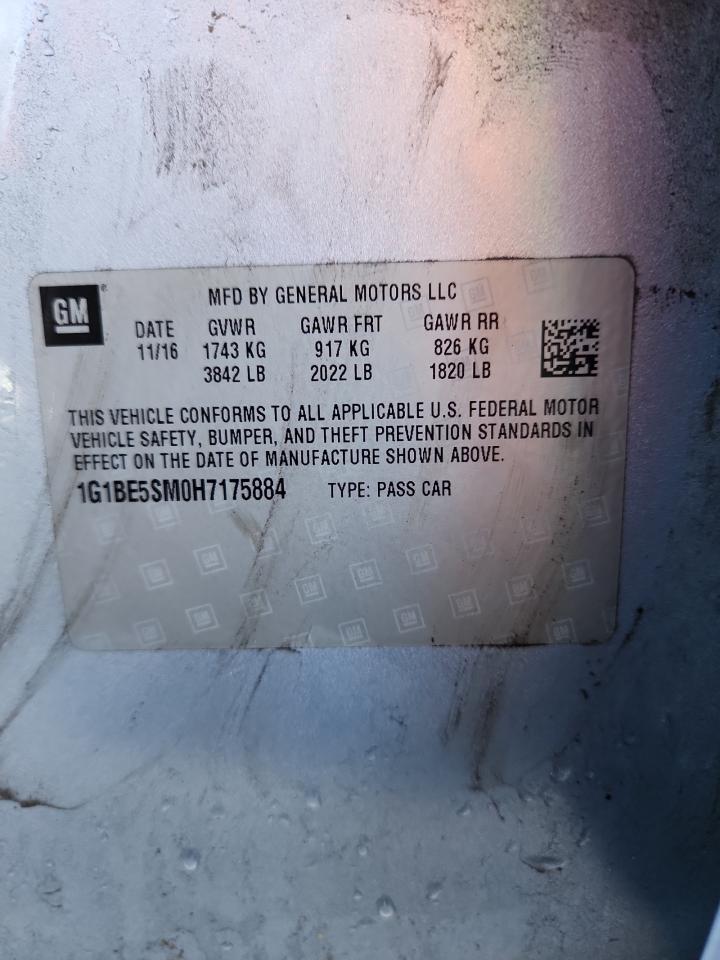 GM
MFD BY GENERAL MOTORS LLC
DATE GVWR GAWR FRT GAWR RR
11/16 1743 KG 917 KG 826 KG
3842 LB 2022 LB 1820 LB
THIS VEHICLE CONFORMS TO ALL APPLICABLE U.S. FEDERAL MOTOR
VEHICLE SAFETY, BUMPER, AND THEFT PREVENTION STANDARDS IN
EFFECT ON THE DATE OF MANUFACTURE SHOWN ABOVE.
1G1BE5SM0H7175884 TYPE: PASS CAR